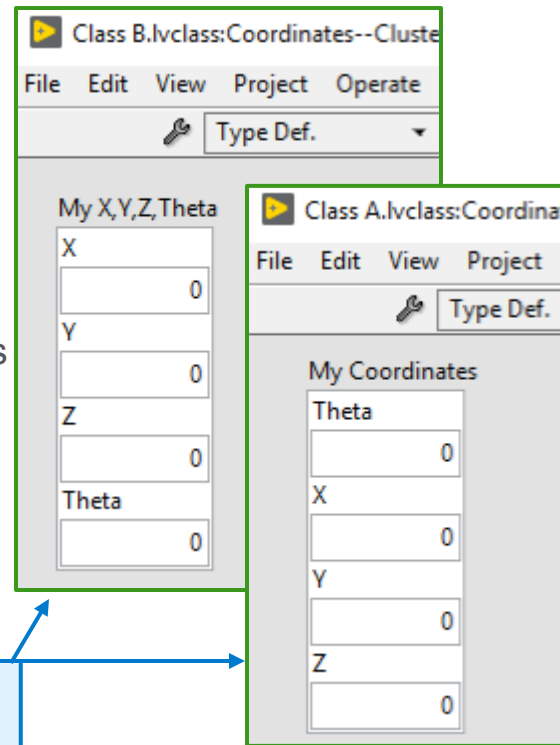 Class B.lvclass:Coordinates--Cluste
File Edit View Project Operate
Type Def.
My X,Y,Z,Theta
X
0
Y
0
Z
0
Theta
0
s
Class A.lvclass:Coordina
File Edit View Project
Type Def.
My Coordinates
Theta
0
X
0
Y
0
Z
0